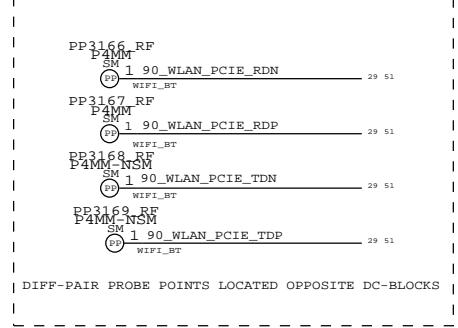 PP3166_RF
P4MM
SM
PP 1 90_WLAN_PCIE_RDN 29 51
WIFI_BT
PP3167_RF
P4MM
SM
PP 1 90_WLAN_PCIE_RDP 29 51
WIFI_BT
PP3168_RF
P4MM-NSM
SM
PP 1 90_WLAN_PCIE_TDN 29 51
WIFI_BT
PP3169_RF
P4MM-NSM
SM
PP 1 90_WLAN_PCIE_TDP 29 51
WIFI_BT
DIFF-PAIR PROBE POINTS LOCATED OPPOSITE DC-BLOCKS